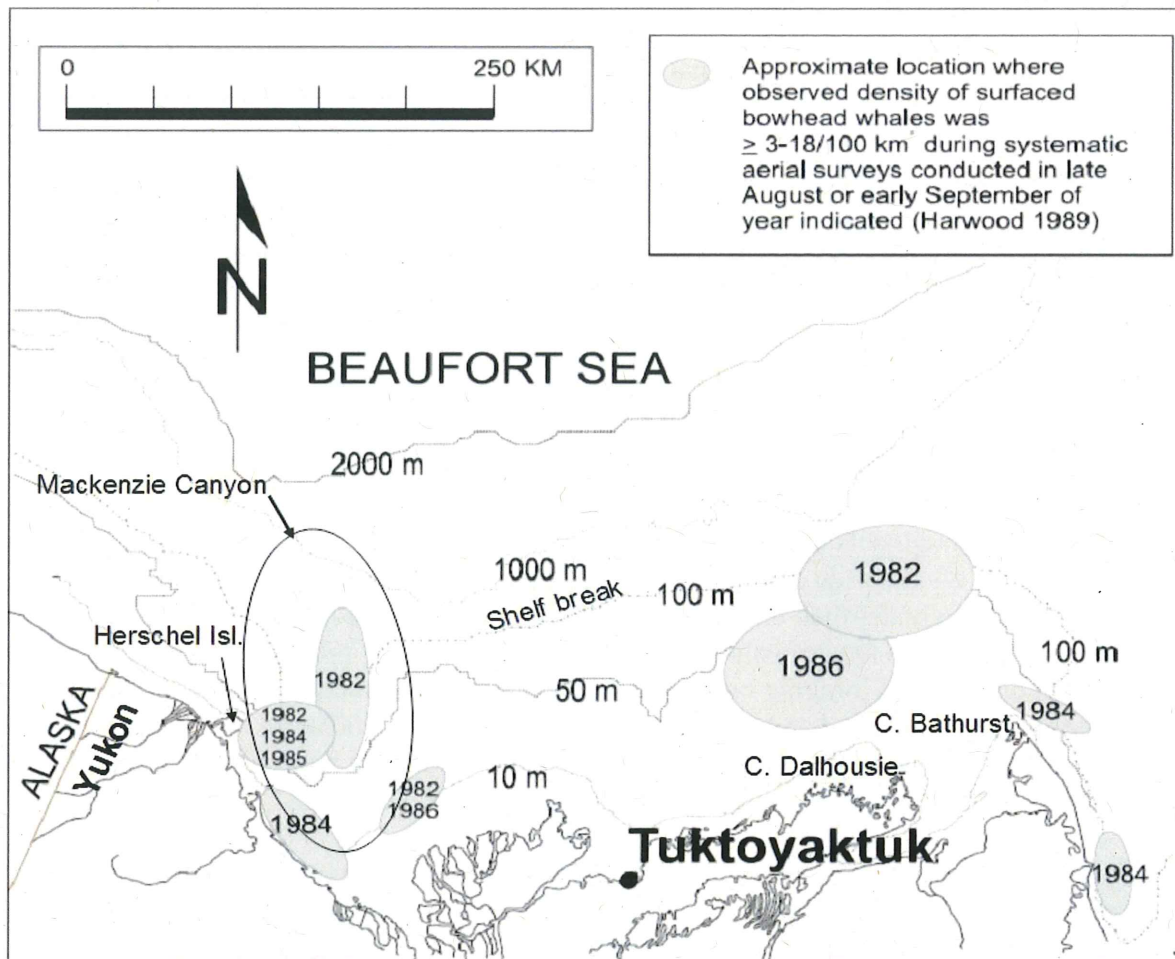 0 250 KM
Approximate location where
observed density of surfaced
bowhead whales was
≥ 3-18/100 km² during systematic
aerial surveys conducted in late
August or early September of
year indicated (Harwood 1989)
N
BEAUFORT SEA
2000 m
Mackenzie Canyon
1000 m
Shelf break
100 m
1982
Herschel Isl.
1986
100 m
1982
50 m
1984
C. Bathurst
1982
1984
1985
ALASKA
Yukon
C. Dalhousie
10 m
1982
1986
1984
Tuktoyaktuk
1984